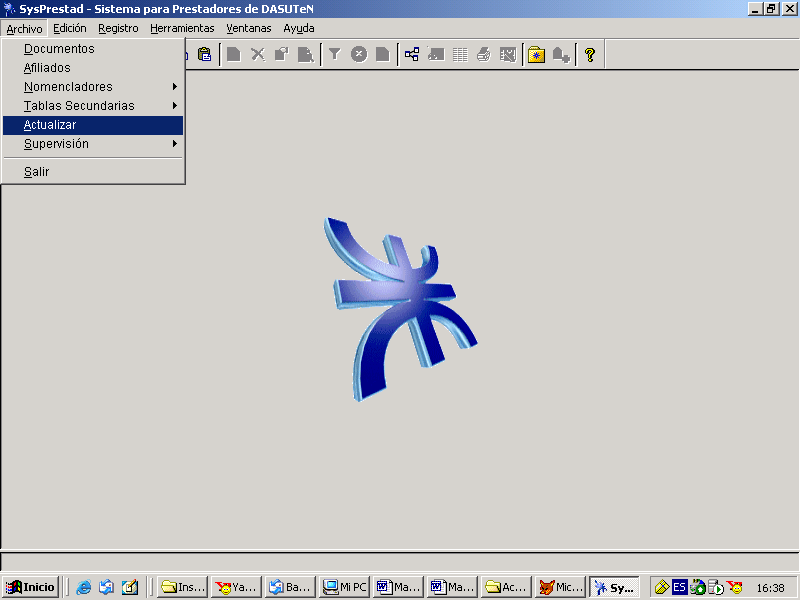 SysPrestad - Sistema para Prestadores de DASUTeN
Archivo Edición Registro Herramientas Ventanas Ayuda
Documentos
Afiliados
Nomencladores
Tablas Secundarias
Actualizar
Supervisión
Salir
Inicio Ins... Ya... Ba... Mi PC Ma... Ma... Ac... Mic... Sy... ES 16:38